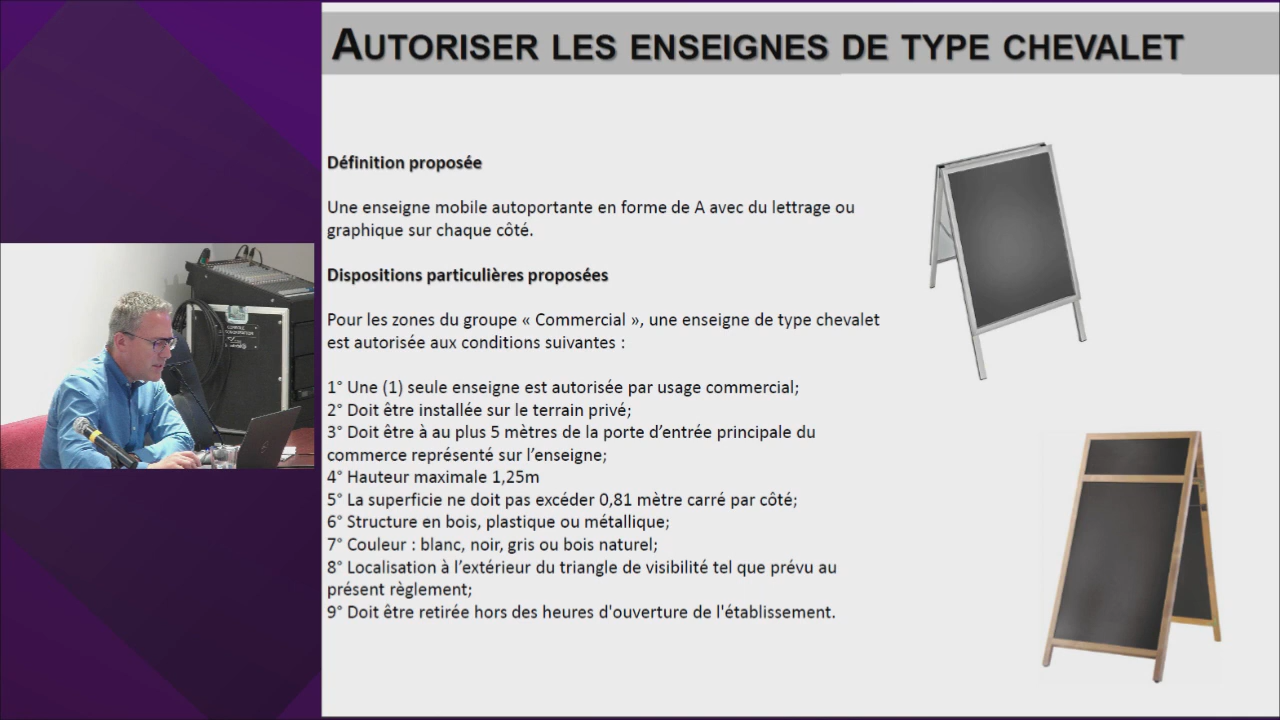 AUTORISER LES ENSEIGNES DE TYPE CHEVALET
Définition proposée
Une enseigne mobile autoportante en forme de A avec du lettrage ou
graphique sur chaque côté.
Dispositions particulières proposées
Pour les zones du groupe « Commercial », une enseigne de type chevalet
est autorisée aux conditions suivantes :
1° Une (1) seule enseigne est autorisée par usage commercial;
2° Doit être installée sur le terrain privé;
3° Doit être à au plus 5 mètres de la porte d’entrée principale du
commerce représenté sur l’enseigne;
4° Hauteur maximale 1,25m
5° La superficie ne doit pas excéder 0,81 mètre carré par côté;
6° Structure en bois, plastique ou métallique;
7° Couleur : blanc, noir, gris ou bois naturel;
8° Localisation à l’extérieur du triangle de visibilité tel que prévu au
présent règlement;
9° Doit être retirée hors des heures d'ouverture de l'établissement.